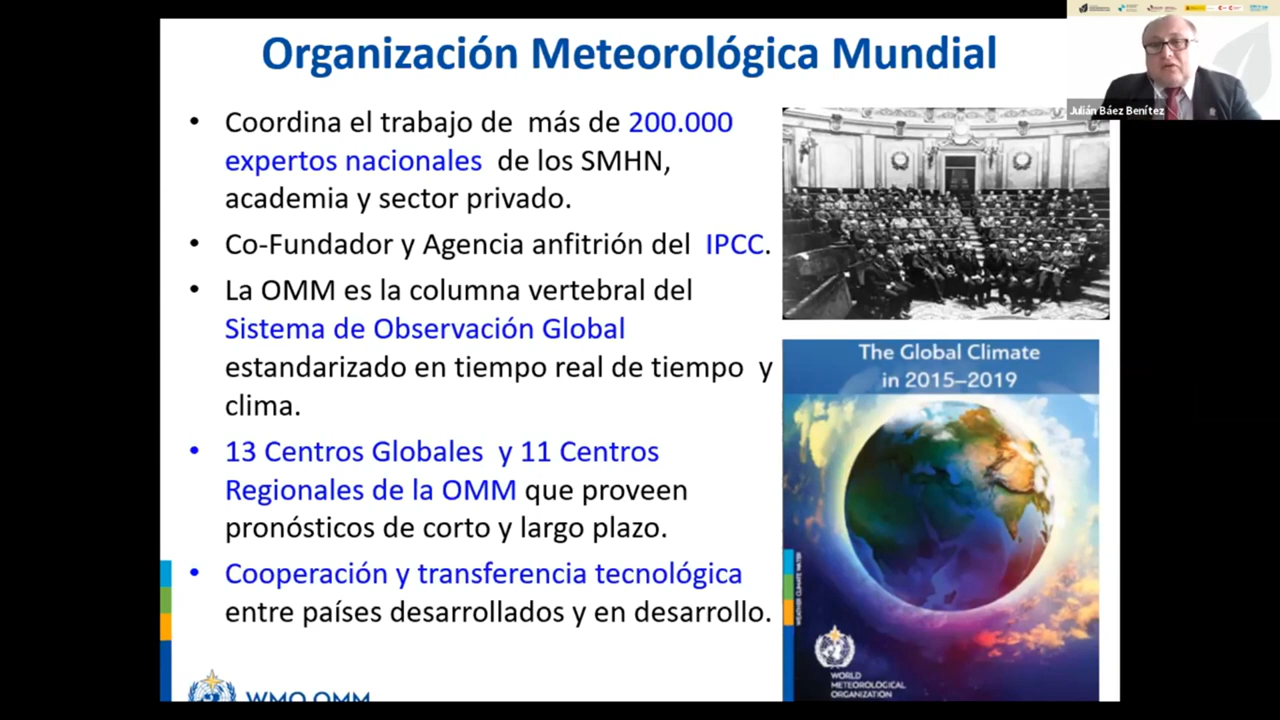 Organización Meteorológica Mundial
• Coordina el trabajo de más de 200.000
expertos nacionales de los SMHN,
academia y sector privado.
• Co-Fundador y Agencia anfitrión del IPCC.
• La OMM es la columna vertebral del
Sistema de Observación Global
estandarizado en tiempo real de tiempo y
clima.
• 13 Centros Globales y 11 Centros
Regionales de la OMM que proveen
pronósticos de corto y largo plazo.
• Cooperación y transferencia tecnológica
entre países desarrollados y en desarrollo.
WMO OMM
Julián Báez Benítez
The Global Climate
in 2015–2019
WEATHER CLIMATE WATER
WORLD
METEOROLOGICAL
ORGANIZATION